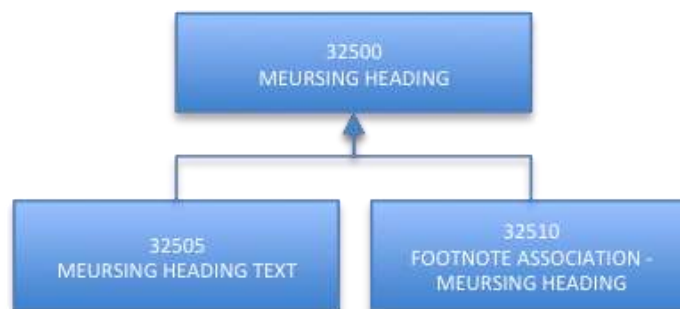 32500
MEURSING HEADING
32505
MEURSING HEADING TEXT
32510
FOOTNOTE ASSOCIATION -
MEURSING HEADING